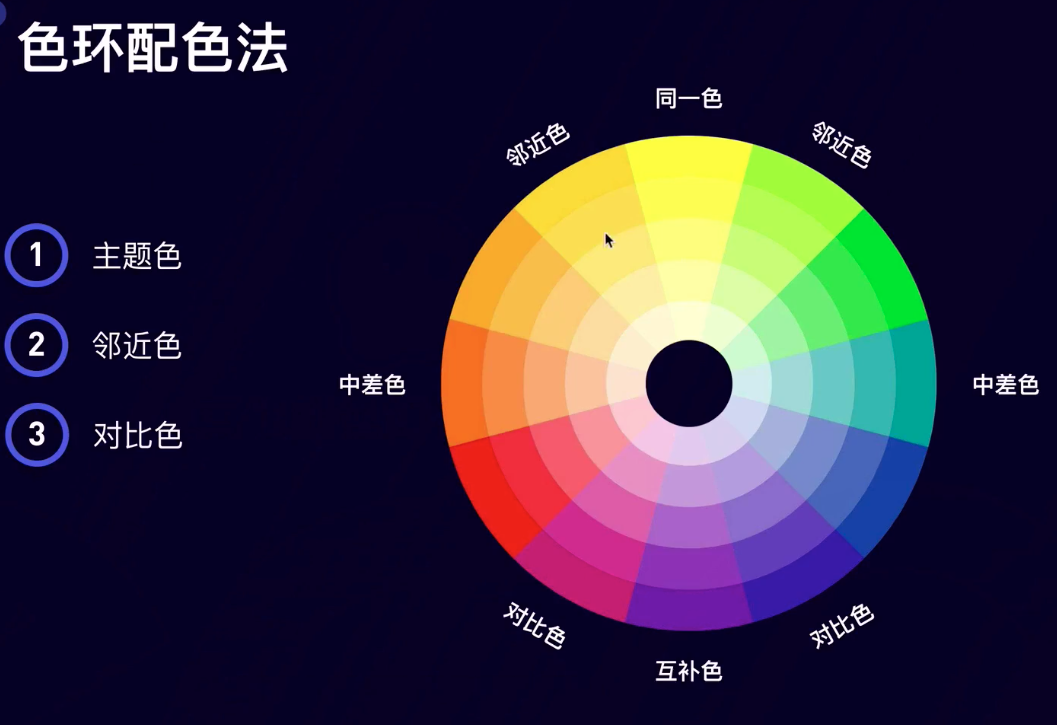 色环配色法
同一色
邻近色
邻近色
1 主题色
2 邻近色
中差色
中差色
3 对比色
对比色
对比色
互补色